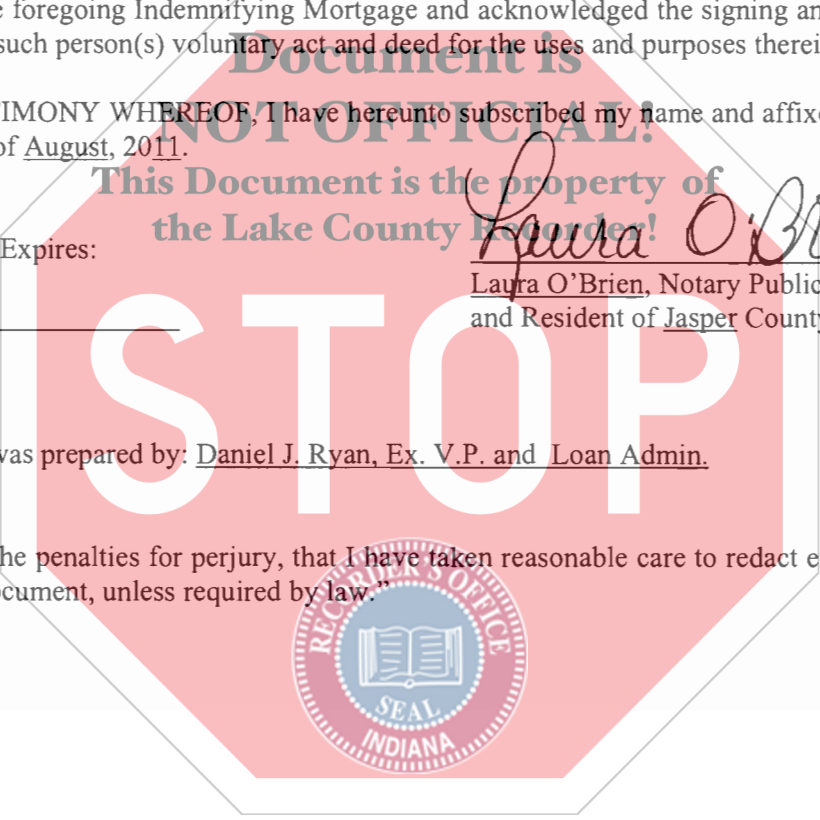 e foregoing Indemnifying Mortgage and acknowledged the signing an
such person(s) voluntary act and deed for the uses and purposes therei
Document is
TIMONY WHEREOF, I have hereunto subscribed my name and affixe
NOT OFFICIAL!
of August, 2011.
This Document is the property of
the Lake County Recorder!
Laura O'B
Expires:
Laura O'Brien, Notary Public
and Resident of Jasper County
STOP
was prepared by: Daniel J. Ryan, Ex. V.P. and Loan Admin.
he penalties for perjury, that I have taken reasonable care to redact e
cument, unless required by law."
RECORDER'S OFFICE
SEAL
INDIANA